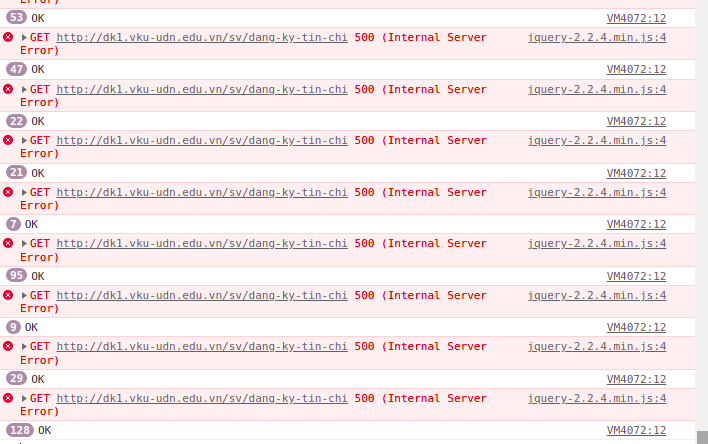 53 OK VM4072:12
GET http://dk1.vku-udn.edu.vn/sv/dang-ky-tin-chi 500 (Internal Server jquery-2.2.4.min.js:4
Error)
47 OK VM4072:12
GET http://dk1.vku-udn.edu.vn/sv/dang-ky-tin-chi 500 (Internal Server jquery-2.2.4.min.js:4
Error)
22 OK VM4072:12
GET http://dk1.vku-udn.edu.vn/sv/dang-ky-tin-chi 500 (Internal Server jquery-2.2.4.min.js:4
Error)
21 OK VM4072:12
GET http://dk1.vku-udn.edu.vn/sv/dang-ky-tin-chi 500 (Internal Server jquery-2.2.4.min.js:4
Error)
7 OK VM4072:12
GET http://dk1.vku-udn.edu.vn/sv/dang-ky-tin-chi 500 (Internal Server jquery-2.2.4.min.js:4
Error)
95 OK VM4072:12
GET http://dk1.vku-udn.edu.vn/sv/dang-ky-tin-chi 500 (Internal Server jquery-2.2.4.min.js:4
Error)
9 OK VM4072:12
GET http://dk1.vku-udn.edu.vn/sv/dang-ky-tin-chi 500 (Internal Server jquery-2.2.4.min.js:4
Error)
29 OK VM4072:12
GET http://dk1.vku-udn.edu.vn/sv/dang-ky-tin-chi 500 (Internal Server jquery-2.2.4.min.js:4
Error)
128 OK VM4072:12